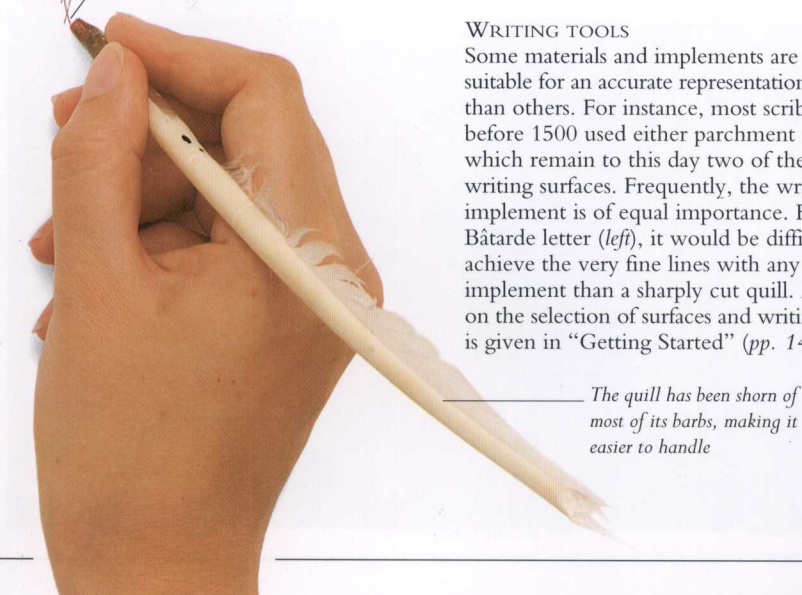 WRITING TOOLS
Some materials and implements are
suitable for an accurate representation
than others. For instance, most scrib
before 1500 used either parchment
which remain to this day two of the
writing surfaces. Frequently, the wr
implement is of equal importance. F
Bâtarde letter (left), it would be diffi
achieve the very fine lines with any
implement than a sharply cut quill.
on the selection of surfaces and writi
is given in “Getting Started” (pp. 14
The quill has been shorn of
most of its barbs, making it
easier to handle